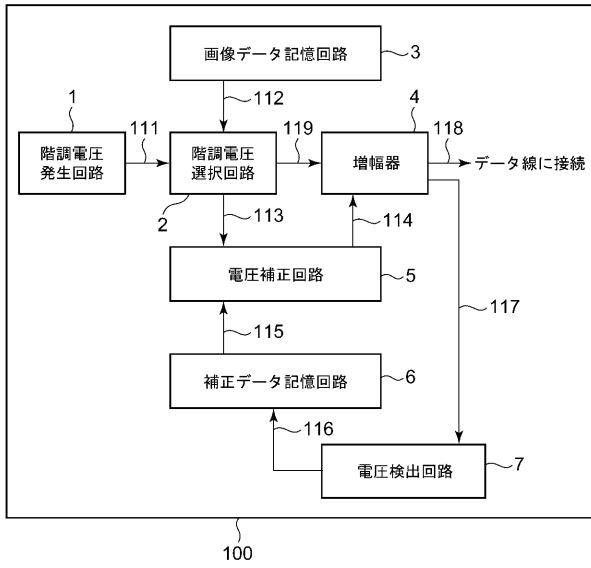 画像データ記憶回路
3
112
1
4
111
119
118
階調電圧
発生回路
階調電圧
選択回路
増幅器
データ線に接続
2
113
114
電圧補正回路
5
117
115
補正データ記憶回路
6
116
電圧検出回路
7
100